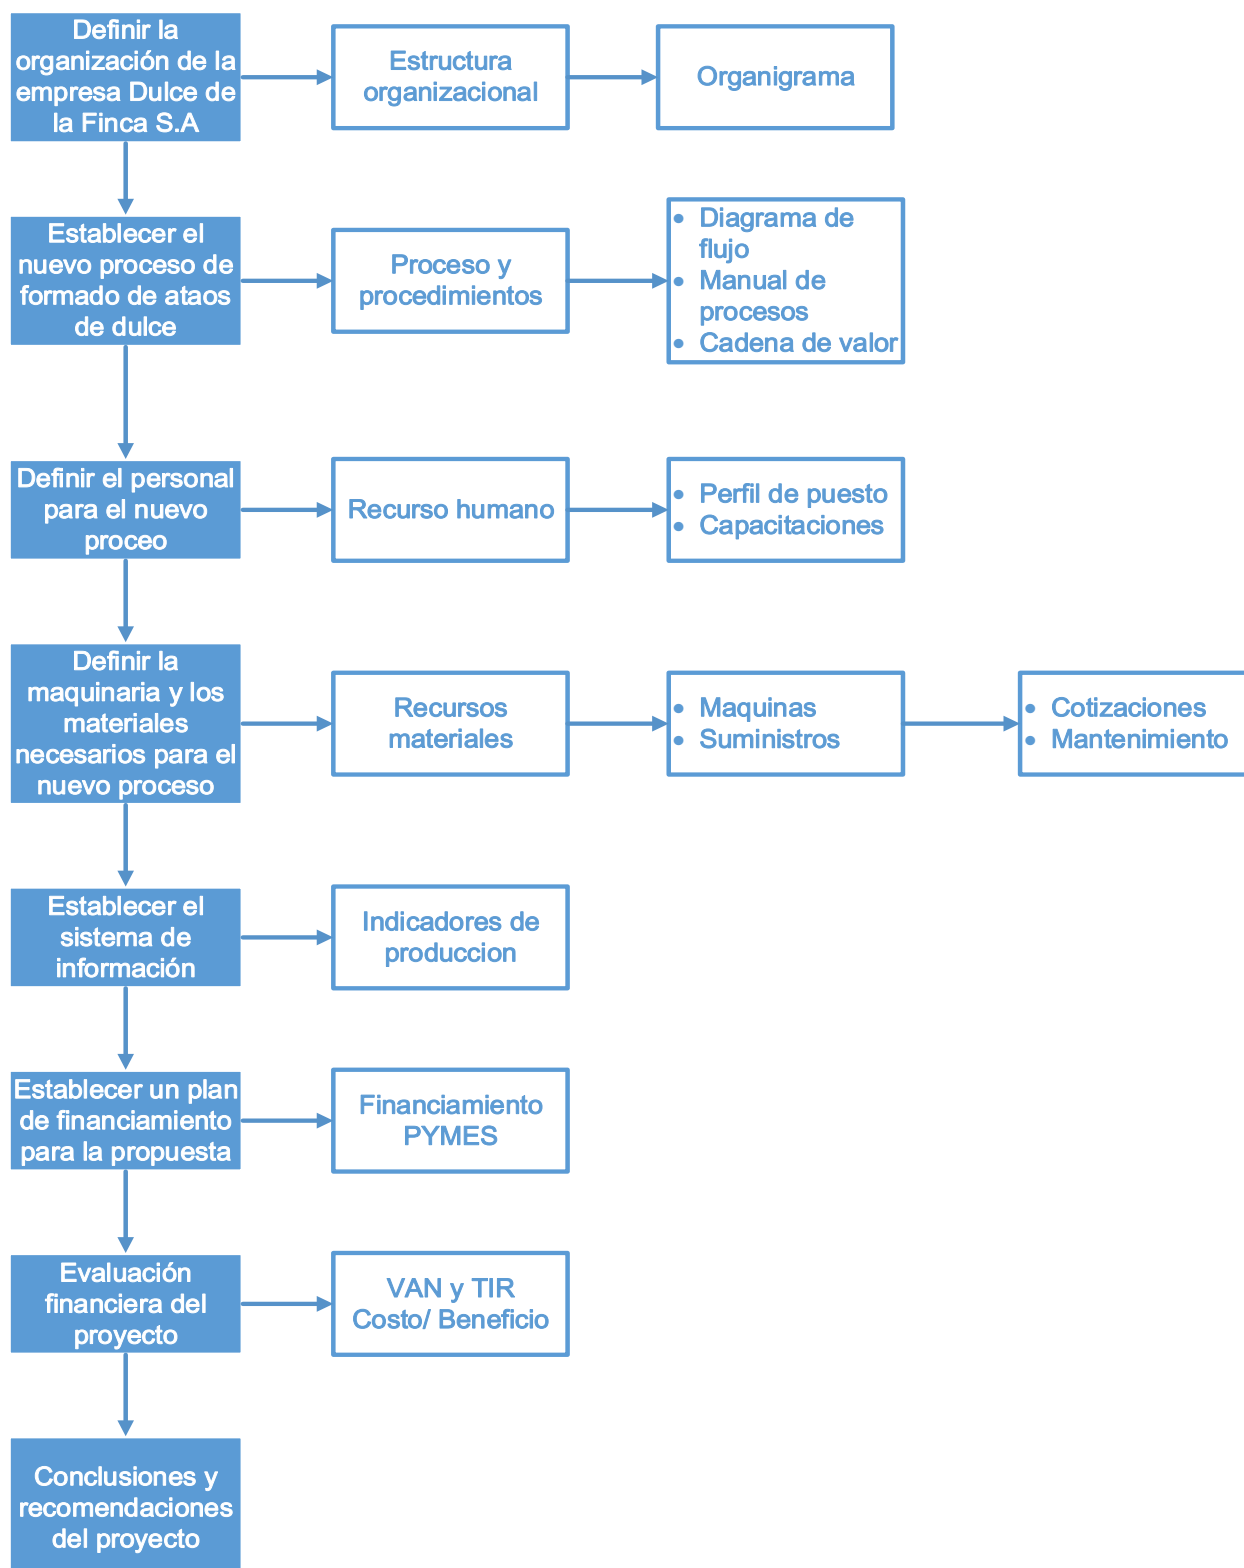 Definir la
organización de la
empresa Dulce de
la Finca S.A
Estructura
organizacional
Organigrama
Establecer el
nuevo proceso de
formado de ataos
de dulce
Proceso y
procedimientos
• Diagrama de
flujo
• Manual de
procesos
• Cadena de valor
Definir el personal
para el nuevo
proceo
Recurso humano
• Perfil de puesto
• Capacitaciones
Definir la
maquinaria y los
materiales
necesarios para el
nuevo proceso
Recursos
materiales
• Maquinas
• Suministros
• Cotizaciones
• Mantenimiento
Establecer el
sistema de
información
Indicadores de
produccion
Establecer un plan
de financiamiento
para la propuesta
Financiamiento
PYMES
Evaluación
financiera del
proyecto
VAN y TIR
Costo/ Beneficio
Conclusiones y
recomendaciones
del proyecto